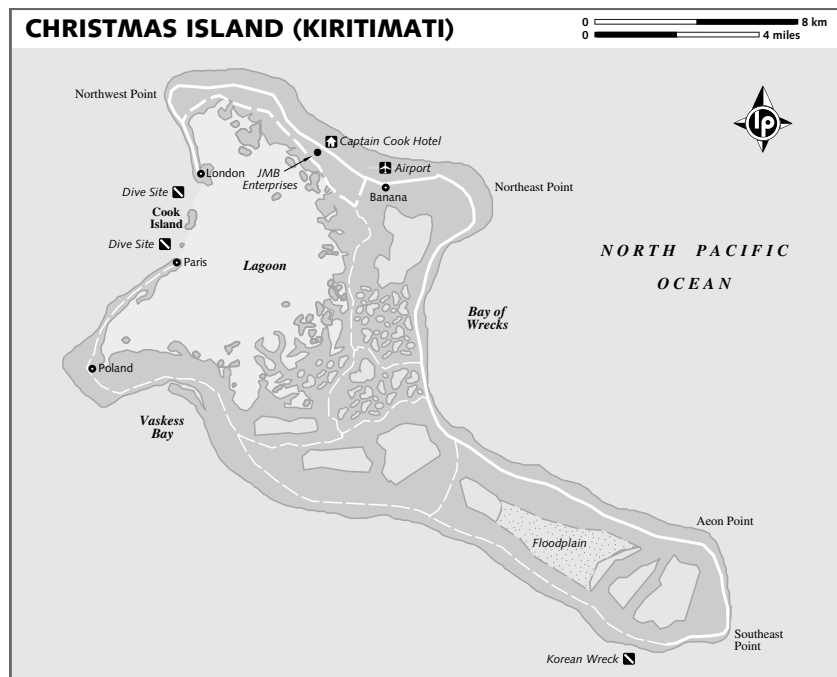 CHRISTMAS ISLAND (KIRITIMATI)
0 8 km
0 4 miles
Northwest Point
lp
Captain Cook Hotel
London
JMB
Enterprises
Airport
Dive Site
Banana
Northeast Point
Cook
Island
Dive Site
Paris
Lagoon
NORTH PACIFIC
OCEAN
Bay of
Wrecks
Poland
Vaskess
Bay
Aeon Point
Floodplain
Southeast
Point
Korean Wreck